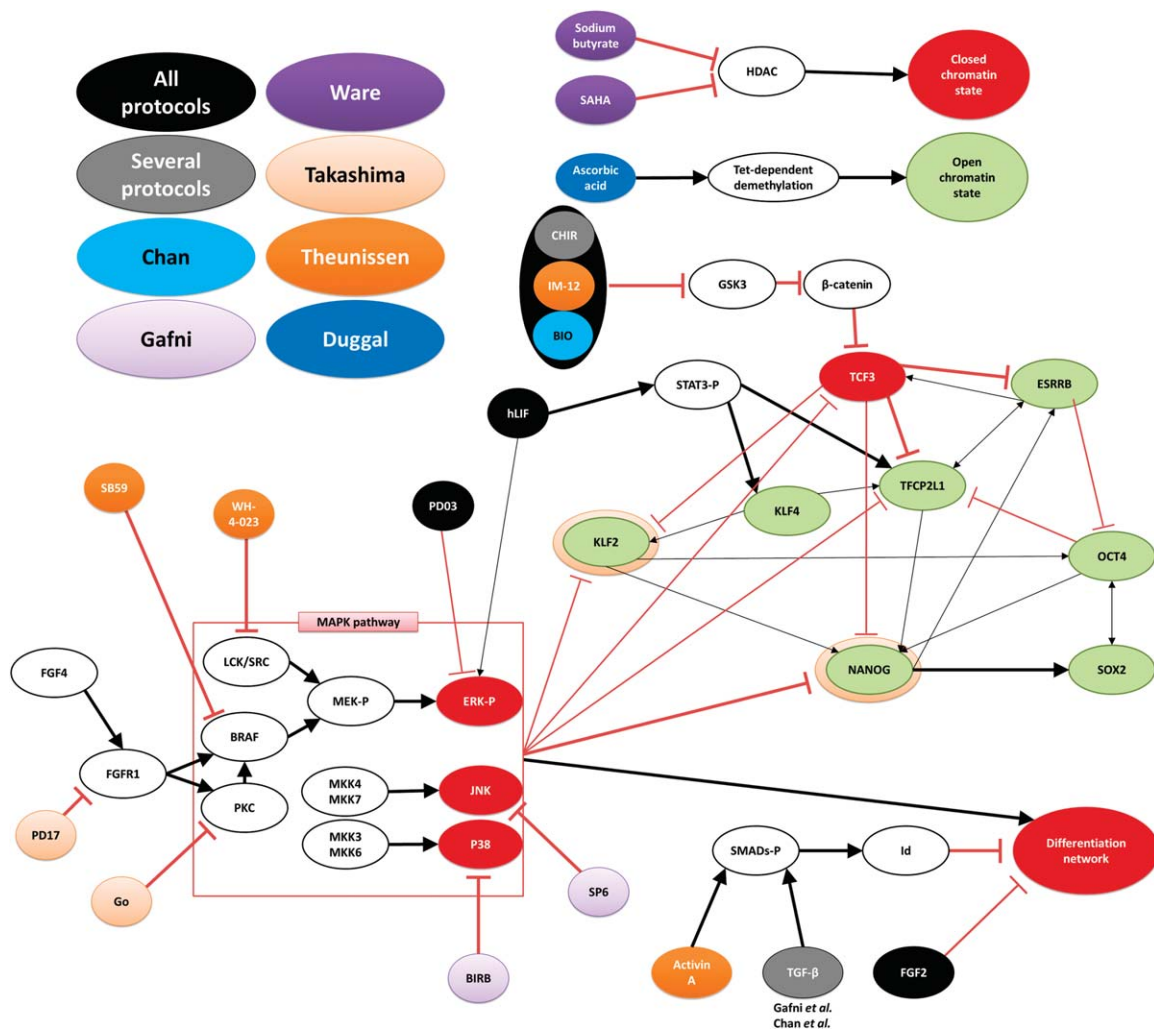 All
protocols
Ware
Several
protocols
Takashima
Chan
Theunissen
Gafni
Duggal
Sodium
butyrate
SAHA
HDAC
Closed
chromatin
state
Ascorbic
acid
Tet-dependent
demethylation
Open
chromatin
state
CHIR
IM-12
BIO
GSK3
β-catenin
TCF3
ESRRB
STAT3-P
hLIF
TFCP2L1
KLF4
KLF2
OCT4
NANOG
SOX2
SB59
WH-
4-023
PD03
MAPK pathway
LCK/SRC
FGF4
MEK-P
ERK-P
BRAF
FGFR1
PKC
MKK4
MKK7
JNK
MKK3
MKK6
P38
PD17
Go
SP6
BIRB
SMADs-P
Id
Differentiation
network
Activin
A
TGF-β
FGF2
Gafni et al.
Chan et al.